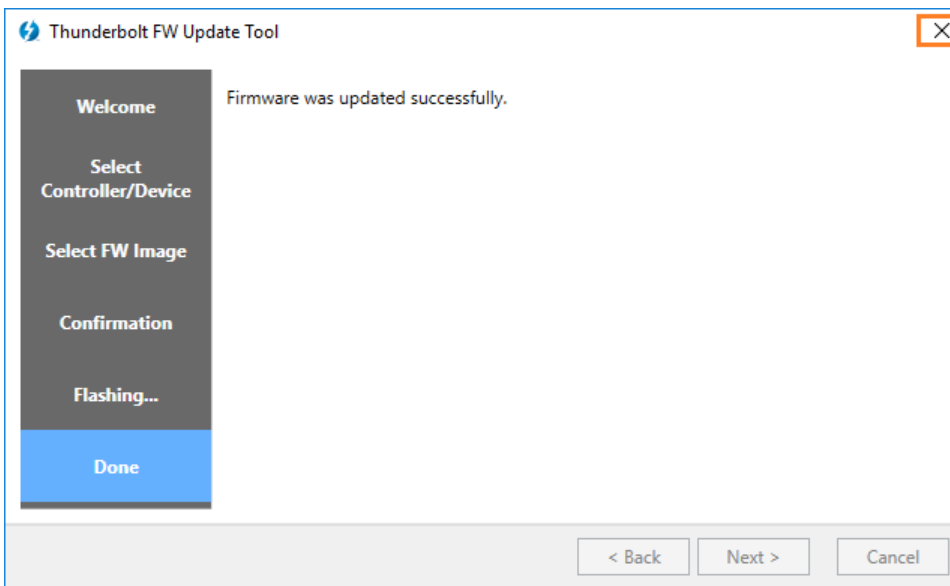 Thunderbolt FW Update Tool
Welcome
Firmware was updated successfully.
Select
Controller/Device
Select FW Image
Confirmation
Flashing...
Done
< Back
Next >
Cancel